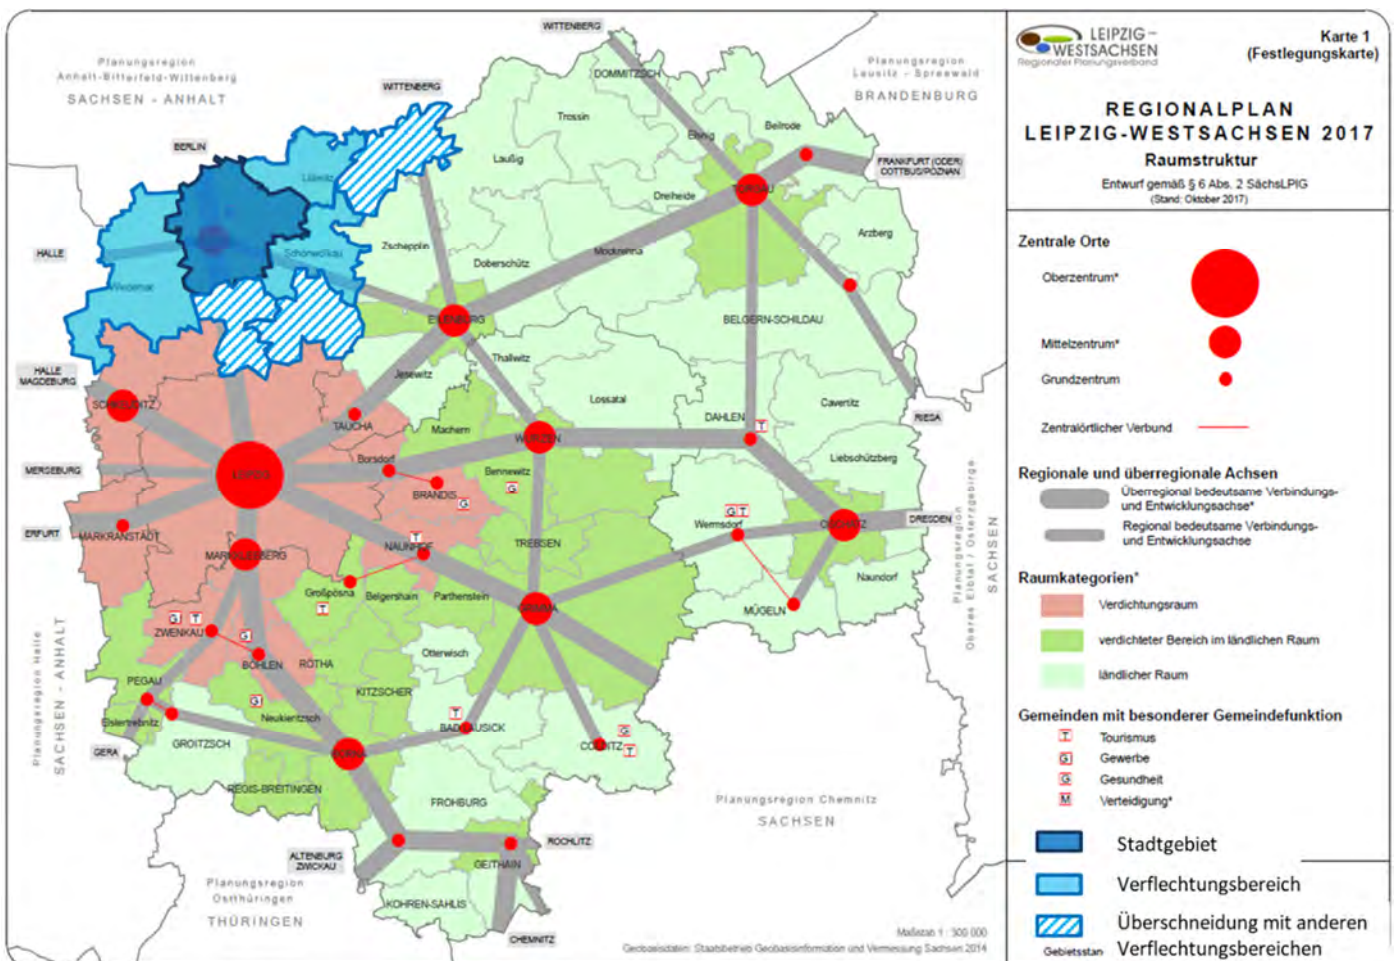 WITTENBERG
Planungsregion
Anhalt-Bitterfeld-Wittenberg
SACHSEN - ANHALT
WITTENBERG
Planungsregion
Lausitz - Spreewald
BRANDENBURG
DOMMITZSCH
Trossin
Elsnig
Beilrode
BERLIN
Laußig
FRANKFURT (ODER)
COTTBUS/POZNAN
Löbnitz
TORGAU
Dreiheide
Arzberg
Zschepplin
Schönwölkau
Mockrehna
Doberschütz
HALLE
Wiedemar
EILENBURG
BELGERN-SCHILDAU
Thallwitz
HALLE
MAGDEBURG
Jesewitz
SCHKEUDITZ
Lossatal
Cavertitz
DAHLEN
RIESA
T
TAUCHA
Machern
WURZEN
Liebschützberg
Borsdorf
MERSEBURG
LEIPZIG
Bennewitz
G
BRANDIS
G
G T
Wermsdorf
OSCHATZ
DRESDEN
ERFURT
MARKRANSTÄDT
T
NAUNHOF
TREBSEN
MARKKLEEBERG
Planungsregion
Oberes Elbtal / Osterzgebirge
SACHSEN
Naundorf
Großpösna
Belgershain
Parthenstein
GRIMMA
MÜGELN
T
G T
ZWENKAU
G
BÖHLEN
RÖTHA
Otterwisch
Planungsregion Halle
SACHSEN - ANHALT
PEGAU
KITZSCHER
G
Elstertrebnitz
Neukieritzsch
T
BAD LAUSICK
G
COLDITZ
T
GROITZSCH
GERA
BORNA
REGIS-BREITINGEN
FROHBURG
Planungsregion Chemnitz
SACHSEN
ROCHLITZ
ALTENBURG
ZWICKAU
GEITHAIN
Planungsregion
Ostthüringen
THÜRINGEN
KOHREN-SAHLIS
CHEMNITZ
Maßstab 1 : 300 000
Geobasisdaten: Staatsbetrieb Geobasisinformation und Vermessung Sachsen 2014
LEIPZIG –
WESTSACHSEN
Regionaler Planungsverband
Karte 1
(Festlegungskarte)
REGIONALPLAN
LEIPZIG-WESTSACHSEN 2017
Raumstruktur
Entwurf gemäß § 6 Abs. 2 SächsLPlG
(Stand: Oktober 2017)
Zentrale Orte
Oberzentrum*
Mittelzentrum*
Grundzentrum
Zentralörtlicher Verbund
Regionale und überregionale Achsen
Überregional bedeutsame Verbindungs-
und Entwicklungsachse*
Regional bedeutsame Verbindungs-
und Entwicklungsachse
Raumkategorien*
Verdichtungsraum
verdichteter Bereich im ländlichen Raum
ländlicher Raum
Gemeinden mit besonderer Gemeindefunktion
T Tourismus
G Gewerbe
G Gesundheit
M Verteidigung*
Stadtgebiet
Verflechtungsbereich
Überschneidung mit anderen
Gebietsstan Verflechtungsbereichen